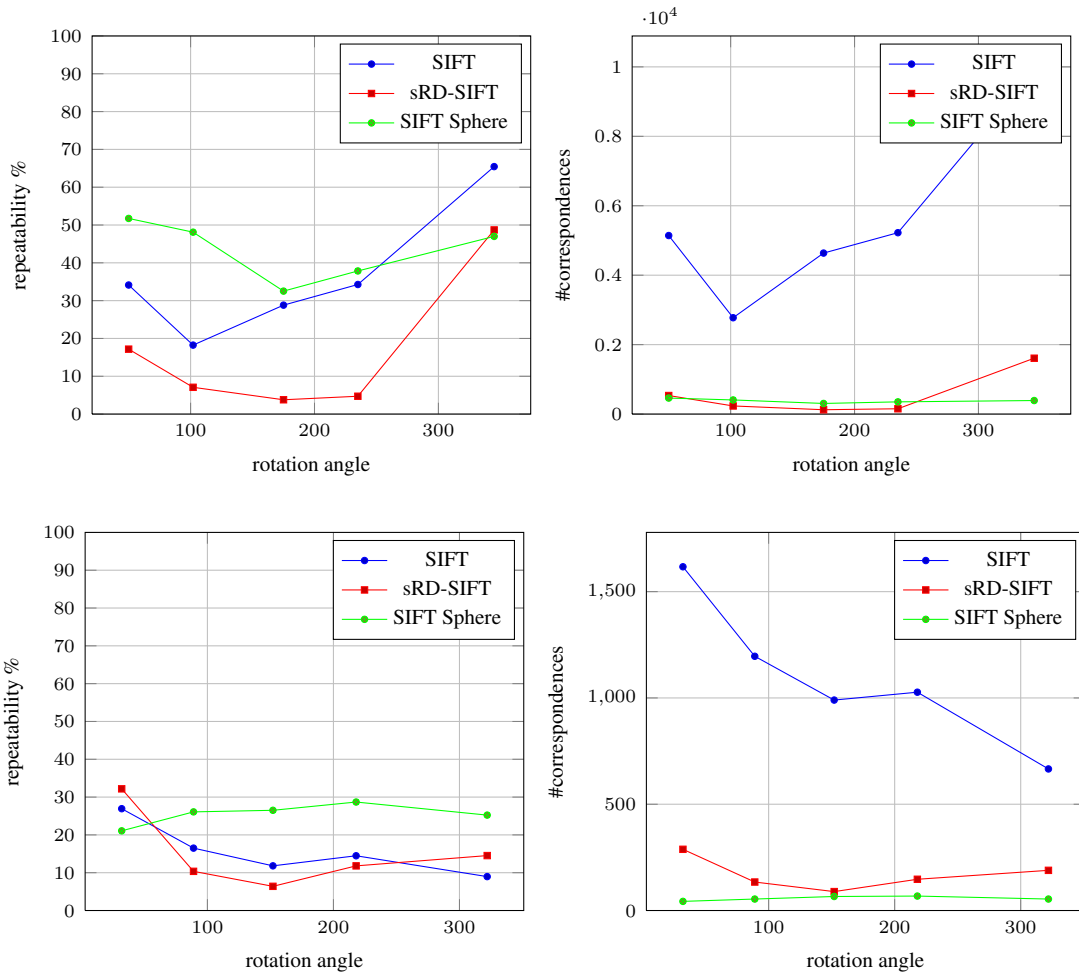 100
90
80
70
60
50
40
30
20
10
0
100
200
300
rotation angle
repeatability %
SIFT
sRD-SIFT
SIFT Sphere
·10⁴
1
0.8
0.6
0.4
0.2
0
100
200
300
rotation angle
#correspondences
SIFT
sRD-SIFT
SIFT Sphere
100
90
80
70
60
50
40
30
20
10
0
100
200
300
rotation angle
repeatability %
SIFT
sRD-SIFT
SIFT Sphere
1,500
1,000
500
0
100
200
300
rotation angle
#correspondences
SIFT
sRD-SIFT
SIFT Sphere